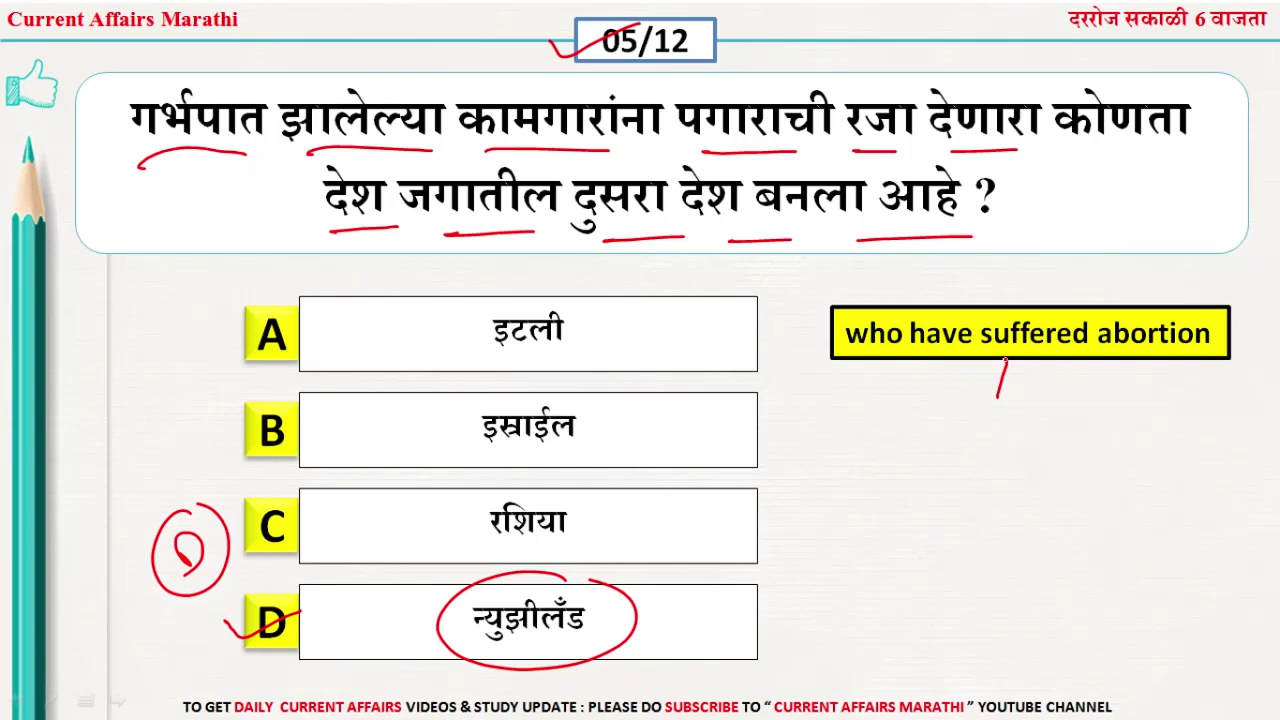 Current Affairs Marathi
दररोज सकाळी 6 वाजता
05/12
गर्भपात झालेल्या कामगारांना पगाराची रजा देणारा कोणता
देश जगातील दुसरा देश बनला आहे ?
A
इटली
who have suffered abortion
B
इस्राईल
C
रशिया
D
न्युझीलँड
TO GET DAILY CURRENT AFFAIRS VIDEOS & STUDY UPDATE : PLEASE DO SUBSCRIBE TO “ CURRENT AFFAIRS MARATHI ” YOUTUBE CHANNEL